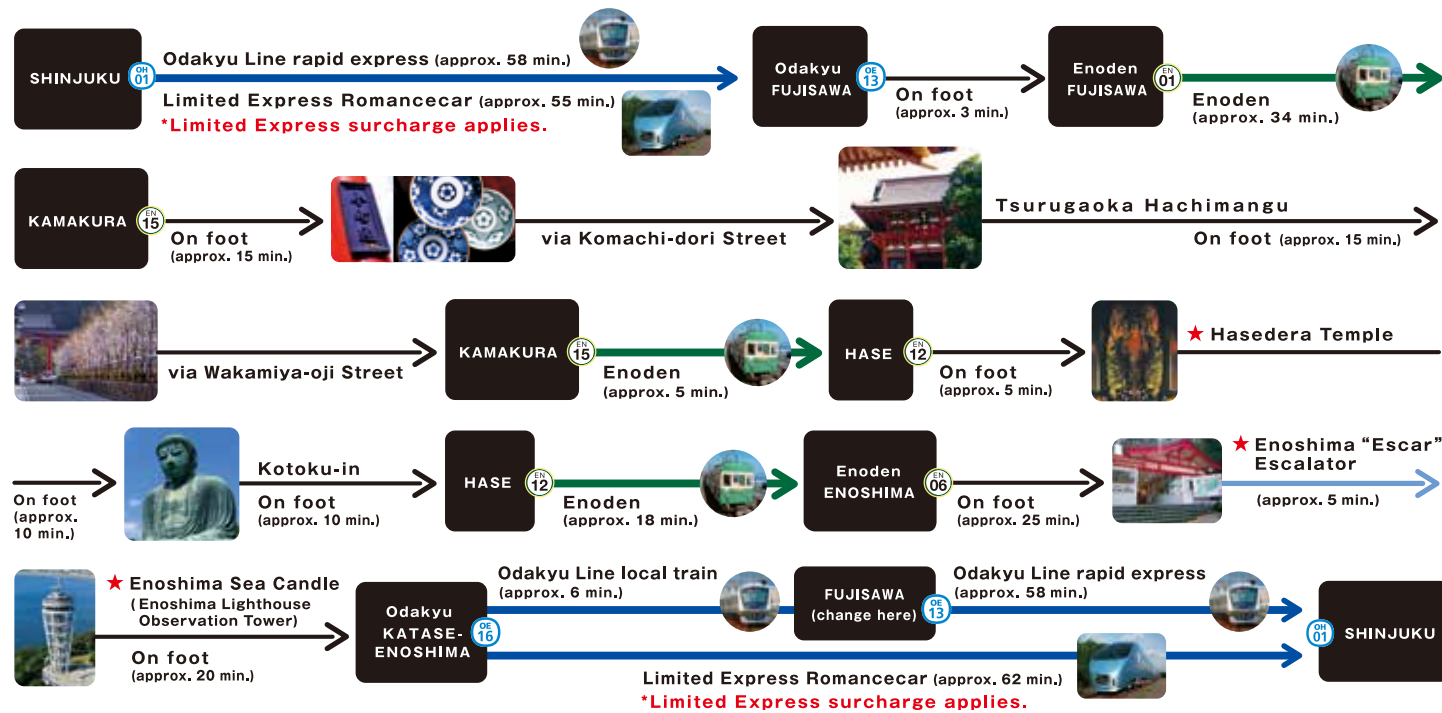 SHINJUKU
OH
01
Odakyu Line rapid express (approx. 58 min.)
Limited Express Romancecar (approx. 55 min.)
*Limited Express surcharge applies.
Odakyu
FUJISAWA
OE
13
On foot
(approx. 3 min.)
Enoden
FUJISAWA
EN
01
Enoden
(approx. 34 min.)
KAMAKURA
EN
15
On foot
(approx. 15 min.)
via Komachi-dori Street
Tsurugaoka Hachimangu
On foot (approx. 15 min.)
via Wakamiya-oji Street
KAMAKURA
EN
15
Enoden
(approx. 5 min.)
HASE
EN
12
On foot
(approx. 5 min.)
★ Hasedera Temple
On foot
(approx.
10 min.)
Kotoku-in
On foot
(approx. 10 min.)
HASE
EN
12
Enoden
(approx. 18 min.)
Enoden
ENOSHIMA
EN
06
On foot
(approx. 25 min.)
★ Enoshima “Escar”
Escalator
(approx. 5 min.)
★ Enoshima Sea Candle
(Enoshima Lighthouse
Observation Tower)
On foot
(approx. 20 min.)
Odakyu
KATASE-
ENOSHIMA
OE
16
Odakyu Line local train
(approx. 6 min.)
FUJISAWA
(change here)
OE
13
Odakyu Line rapid express
(approx. 58 min.)
Limited Express Romancecar (approx. 62 min.)
*Limited Express surcharge applies.
OH
01
SHINJUKU